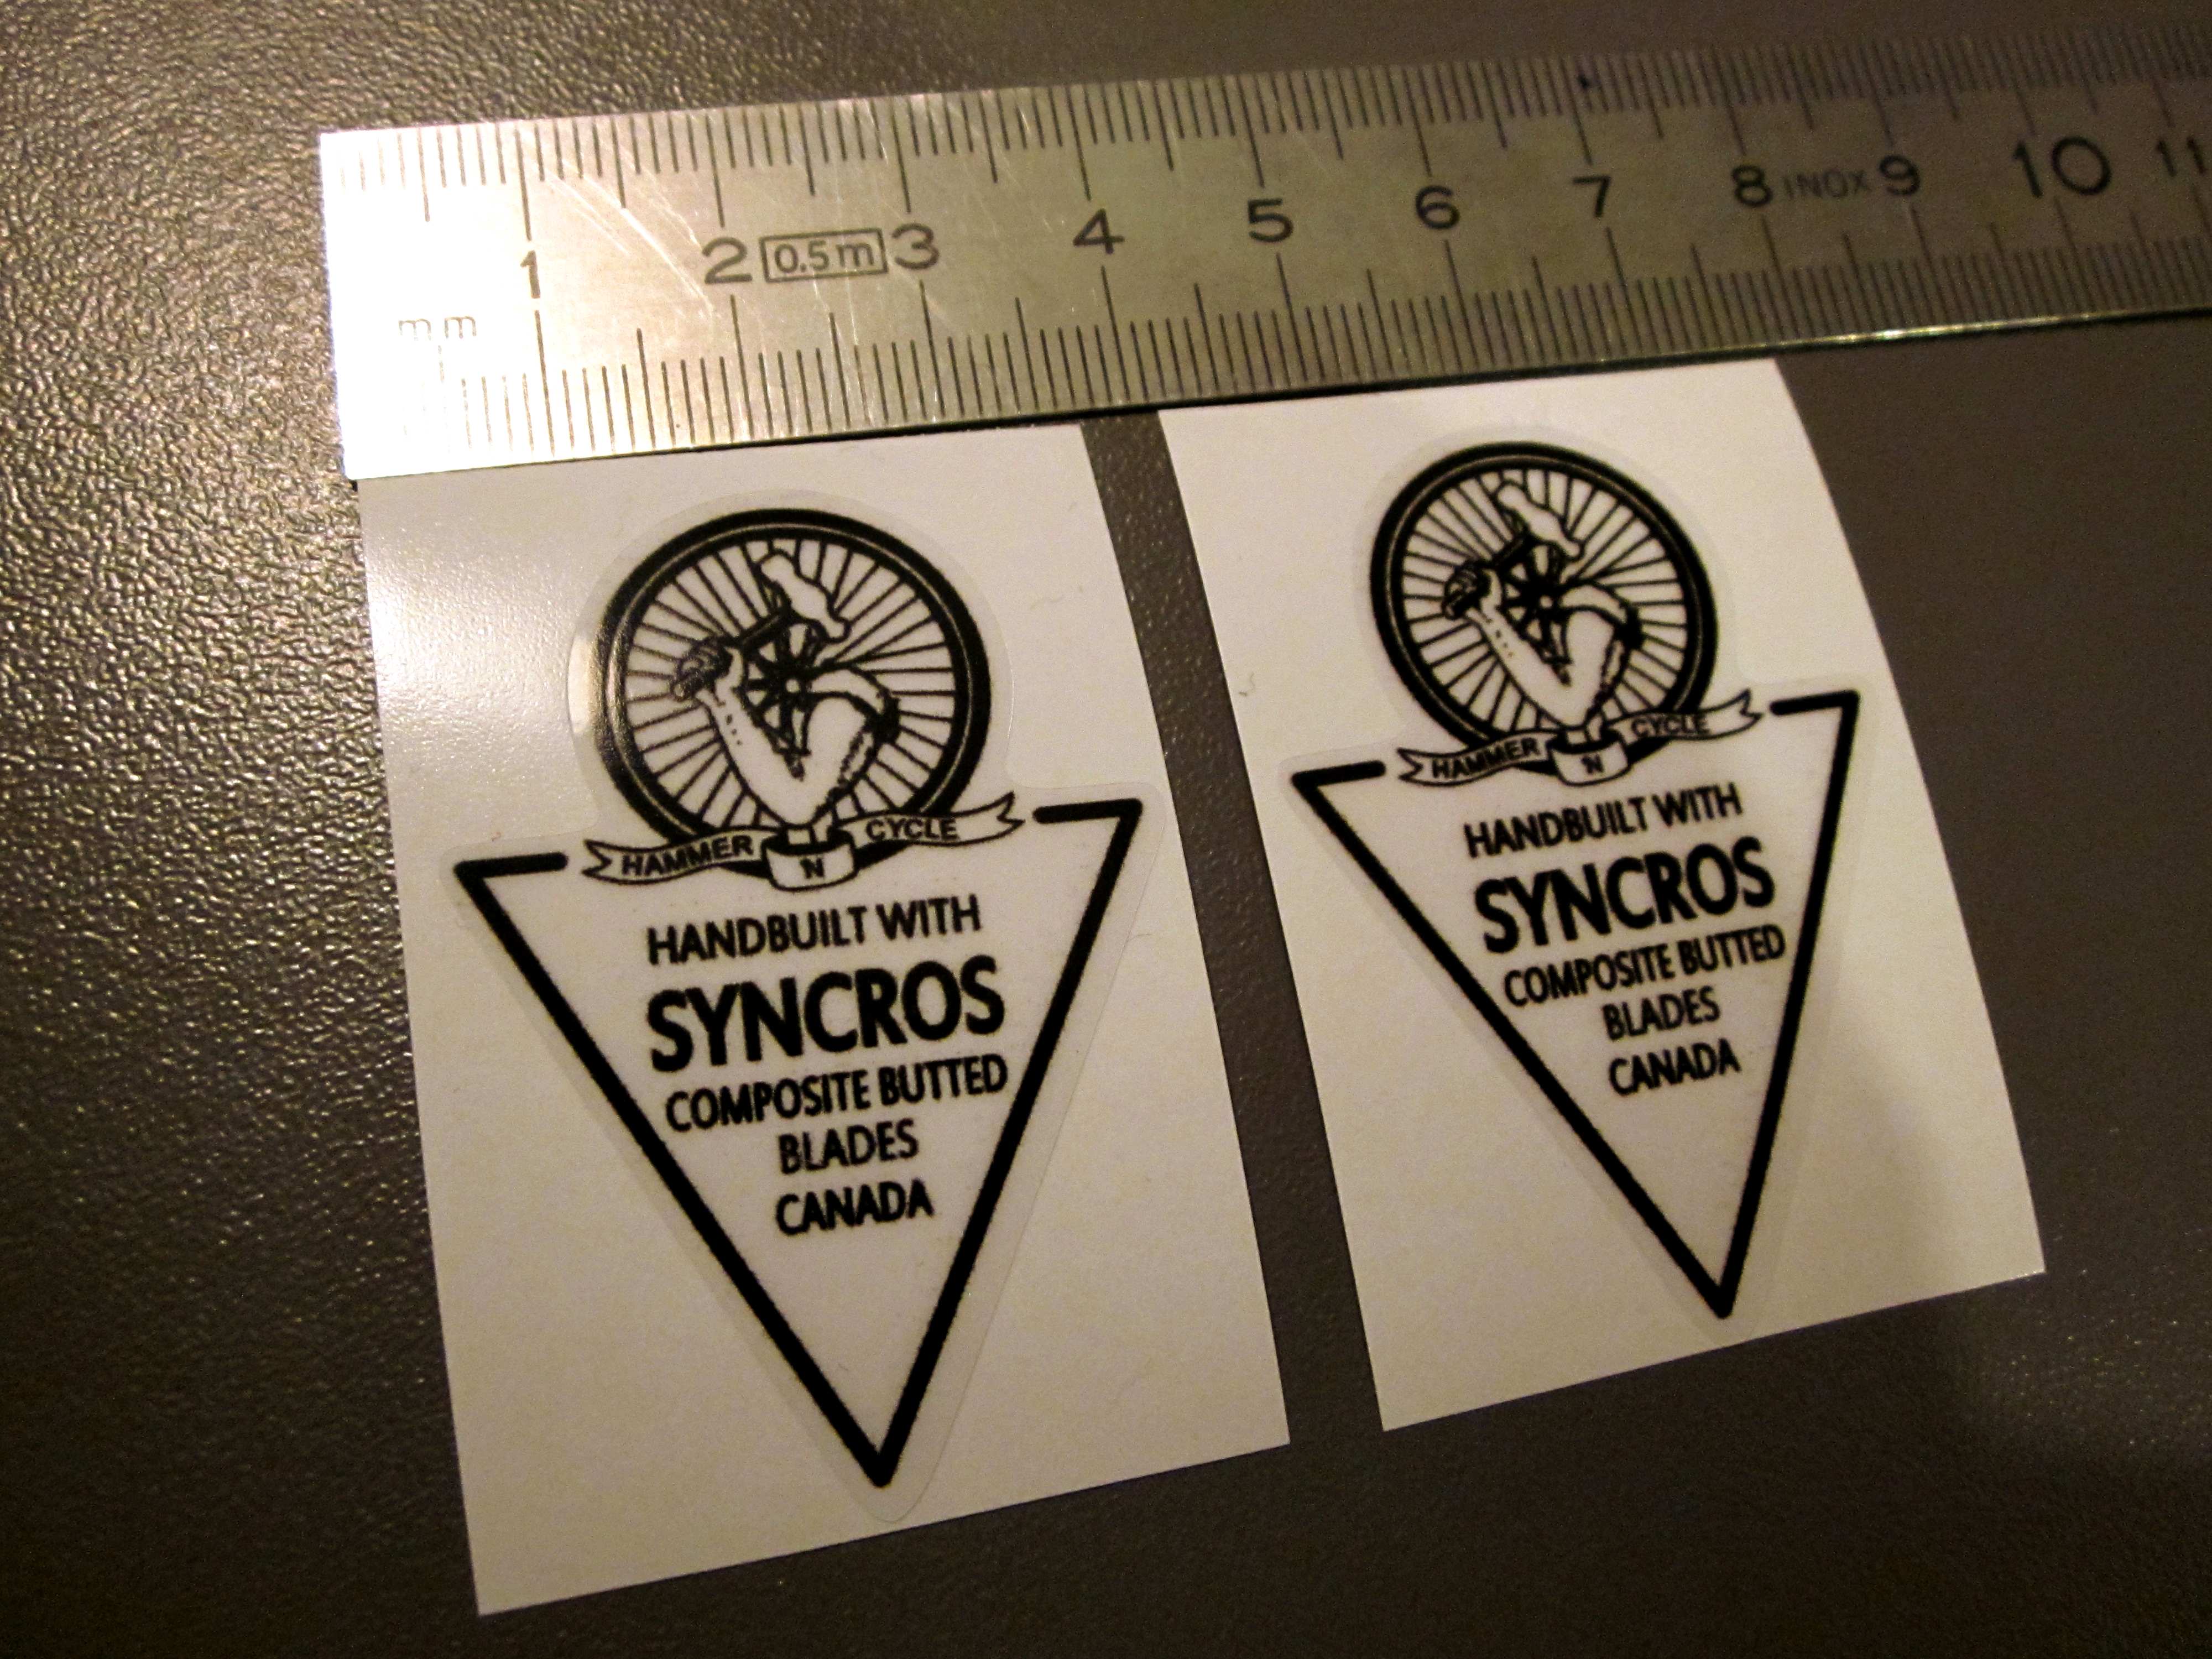 1 2 0.5m 3 4 5 6 7 8 INOX 9 10 11
mm
HAMMER 'N CYCLE
HANDBUILT WITH
SYNCROS
COMPOSITE BUTTED
BLADES
CANADA
HAMMER 'N CYCLE
HANDBUILT WITH
SYNCROS
COMPOSITE BUTTED
BLADES
CANADA